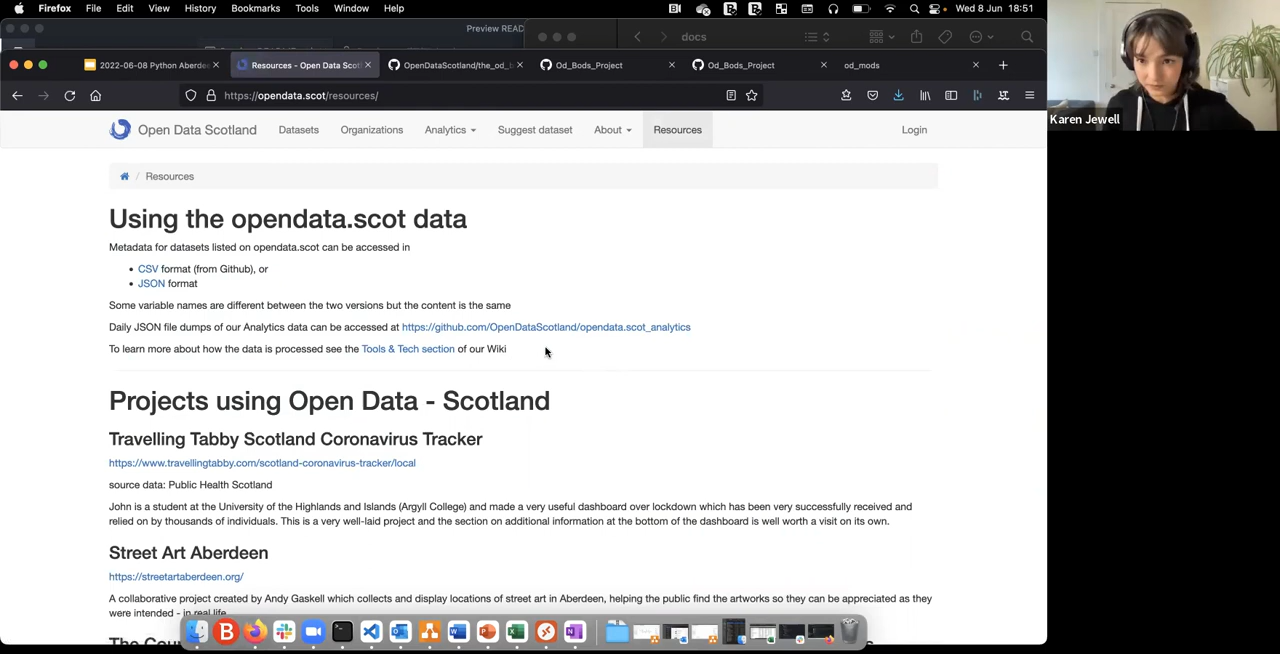 Firefox File Edit View History Bookmarks Tools Window Help Wed 8 Jun 18:51
Preview READ
docs
2022-06-08 Python Aberdee
Resources - Open Data Scot
OpenDataScotland/the_od_b
Od_Bods_Project
Od_Bods_Project
od_mods
https://opendata.scot/resources/
Karen Jewell
Open Data Scotland Datasets Organizations Analytics Suggest dataset About Resources Login
/ Resources
Using the opendata.scot data
Metadata for datasets listed on opendata.scot can be accessed in
• CSV format (from Github), or
• JSON format
Some variable names are different between the two versions but the content is the same
Daily JSON file dumps of our Analytics data can be accessed at https://github.com/OpenDataScotland/opendata.scot_analytics
To learn more about how the data is processed see the Tools & Tech section of our Wiki
Projects using Open Data - Scotland
Travelling Tabby Scotland Coronavirus Tracker
https://www.travellingtabby.com/scotland-coronavirus-tracker/local
source data: Public Health Scotland
John is a student at the University of the Highlands and Islands (Argyll College) and made a very useful dashboard over lockdown which has been very successfully received and
relied on by thousands of individuals. This is a very well-laid project and the section on additional information at the bottom of the dashboard is well worth a visit on its own.
Street Art Aberdeen
https://streetartaberdeen.org/
A collaborative project created by Andy Gaskell which collects and display locations of street art in Aberdeen, helping the public find the artworks so they can be appreciated as they
were intended - in real life.